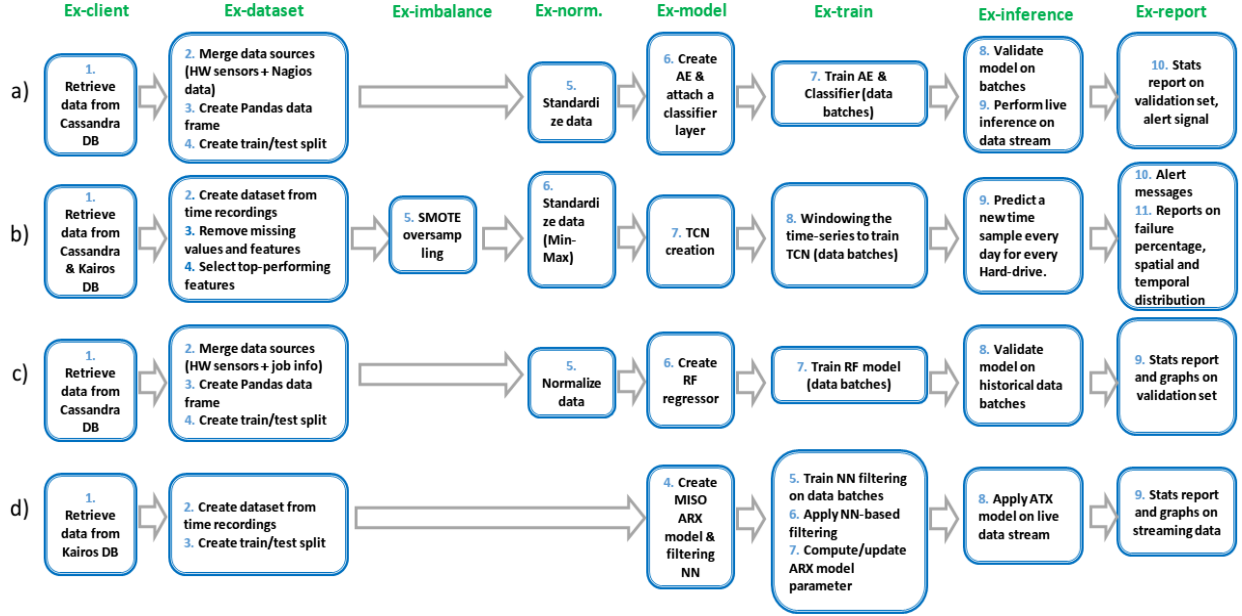 Ex-client Ex-dataset Ex-imbalance Ex-norm. Ex-model Ex-train Ex-inference Ex-report
a)
1.
Retrieve
data from
Cassandra
DB
2. Merge data sources
(HW sensors + Nagios
data)
3. Create Pandas data
frame
4. Create train/test split
5.
Standardi
ze data
6. Create
AE &
attach a
classifier
layer
7. Train AE &
Classifier (data
batches)
8. Validate
model on
batches
9. Perform live
inference on
data stream
10. Stats
report on
validation set,
alert signal
b)
1.
Retrieve
data from
Cassandra
& Kairos
DB
2. Create dataset from
time recordings
3. Remove missing
values and features
4. Select top-performing
features
5. SMOTE
oversamp
ling
6.
Standardi
ze data
(Min-
Max)
7. TCN
creation
8. Windowing the
time-series to train
TCN (data batches)
9. Predict a
new time
sample every
day for every
Hard-drive.
10. Alert
messages
11. Reports on
failure
percentage,
spatial and
temporal
distribution
c)
1.
Retrieve
data from
Cassandra
DB
2. Merge data sources
(HW sensors + job info)
3. Create Pandas data
frame
4. Create train/test split
5.
Normalize
data
6. Create
RF
regressor
7. Train RF model
(data batches)
8. Validate
model on
historical data
batches
9. Stats report
and graphs on
validation set
d)
1.
Retrieve
data from
Kairos DB
2. Create dataset from
time recordings
3. Create train/test split
4. Create
MISO
ARX
model &
filtering
NN
5. Train NN filtering
on data batches
6. Apply NN-based
filtering
7. Compute/update
ARX model
parameter
8. Apply ATX
model on live
data stream
9. Stats report
and graphs on
streaming data